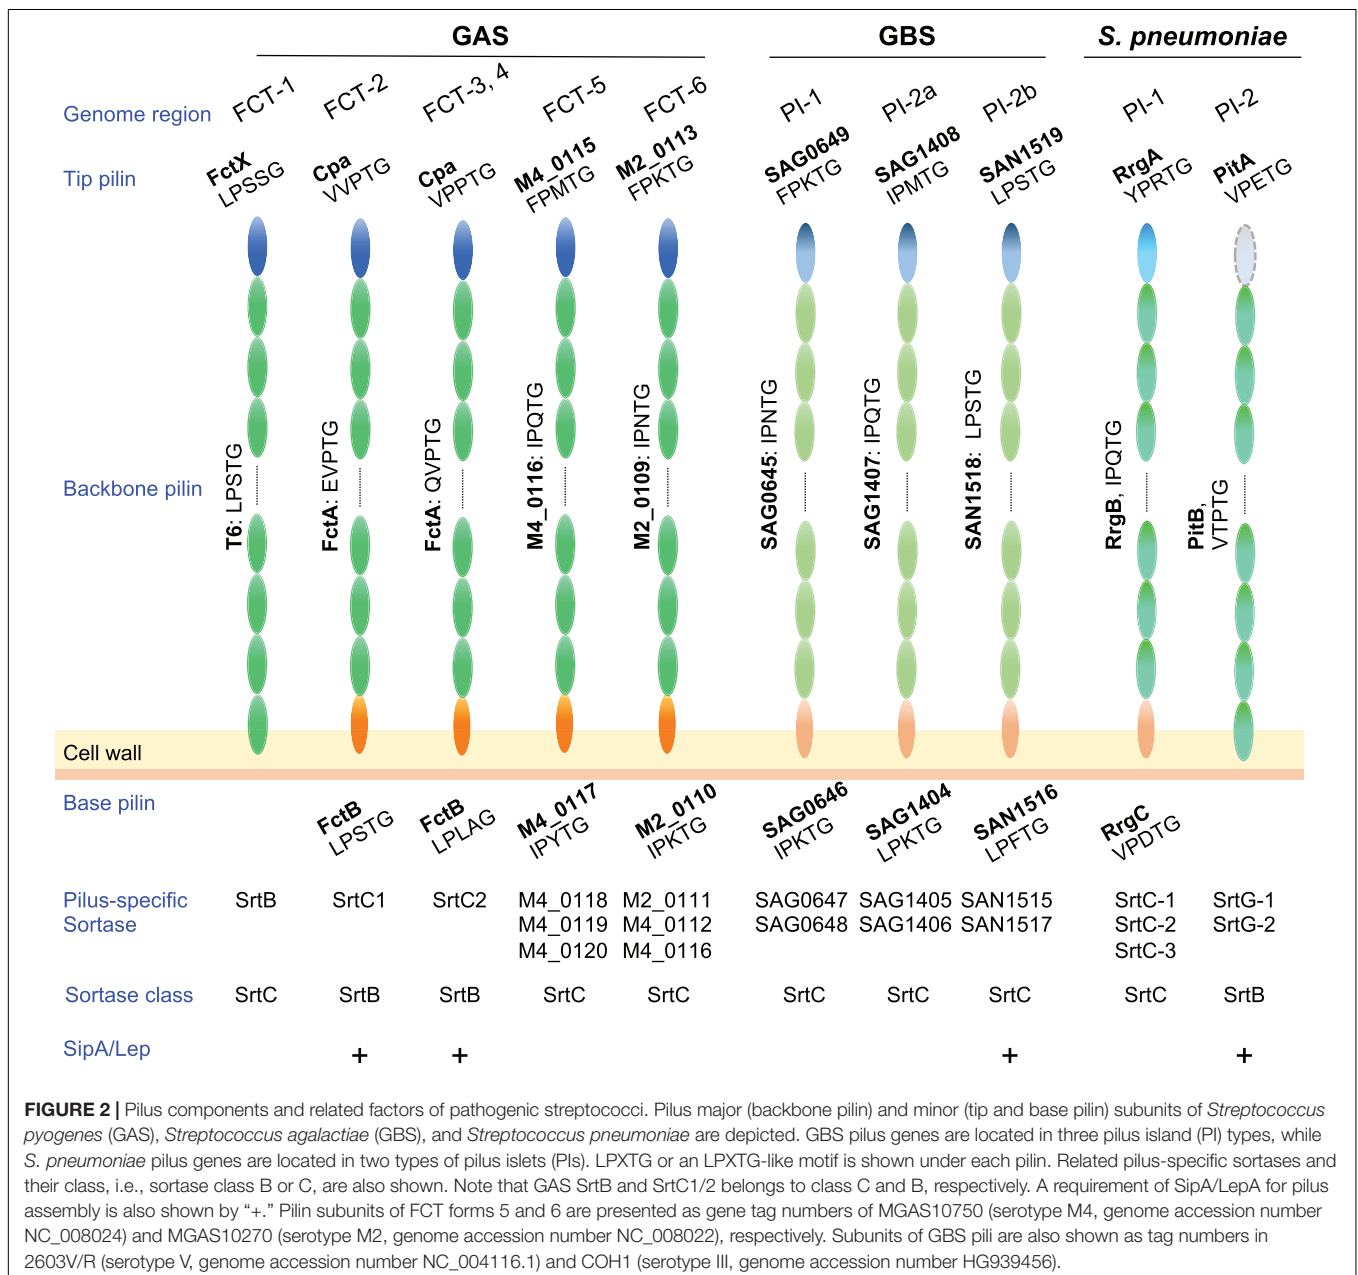 GAS GBS S. pneumoniae
Genome region FCT-1 FCT-2 FCT-3, 4 FCT-5 FCT-6 PI-1 PI-2a PI-2b PI-1 PI-2
Tip pilin FctX Cpa Cpa M4_0115 M2_0113 SAG0649 SAG1408 SAN1519 RrgA PitA
LPSSG VVPTG VPPTG FPMTG FPKTG FPKTG IPMTG LPSTG YPRTG VPETG
Backbone pilin
T6: LPSTG
FctA: EVPTG
FctA: QVPTG
M4_0116: IPQTG
M2_0109: IPNTG
SAG0645: IPNTG
SAG1407: IPQTG
SAN1518: LPSTG
RrgB, IPQTG
PitB,
VTPTG
Cell wall
Base pilin FctB FctB M4_0117 M2_0110 SAG0646 SAG1404 SAN1516 RrgC
LPSTG LPLAG IPYTG IPKTG IPKTG LPKTG LPFTG VPDTG
Pilus-specific SrtB SrtC1 SrtC2 M4_0118 M2_0111 SAG0647 SAG1405 SAN1515 SrtC-1 SrtG-1
Sortase M4_0119 M4_0112 SAG0648 SAG1406 SAN1517 SrtC-2 SrtG-2
M4_0120 M4_0116 SrtC-3
Sortase class SrtC SrtB SrtB SrtC SrtC SrtC SrtC SrtC SrtC SrtB
SipA/Lep + + + +
FIGURE 2 | Pilus components and related factors of pathogenic streptococci. Pilus major (backbone pilin) and minor (tip and base pilin) subunits of Streptococcus
pyogenes (GAS), Streptococcus agalactiae (GBS), and Streptococcus pneumoniae are depicted. GBS pilus genes are located in three pilus island (PI) types, while
S. pneumoniae pilus genes are located in two types of pilus islets (PIs). LPXTG or an LPXTG-like motif is shown under each pilin. Related pilus-specific sortases and
their class, i.e., sortase class B or C, are also shown. Note that GAS SrtB and SrtC1/2 belongs to class C and B, respectively. A requirement of SipA/LepA for pilus
assembly is also shown by “+.” Pilin subunits of FCT forms 5 and 6 are presented as gene tag numbers of MGAS10750 (serotype M4, genome accession number
NC_008024) and MGAS10270 (serotype M2, genome accession number NC_008022), respectively. Subunits of GBS pili are also shown as tag numbers in
2603V/R (serotype V, genome accession number NC_004116.1) and COH1 (serotype III, genome accession number HG939456).